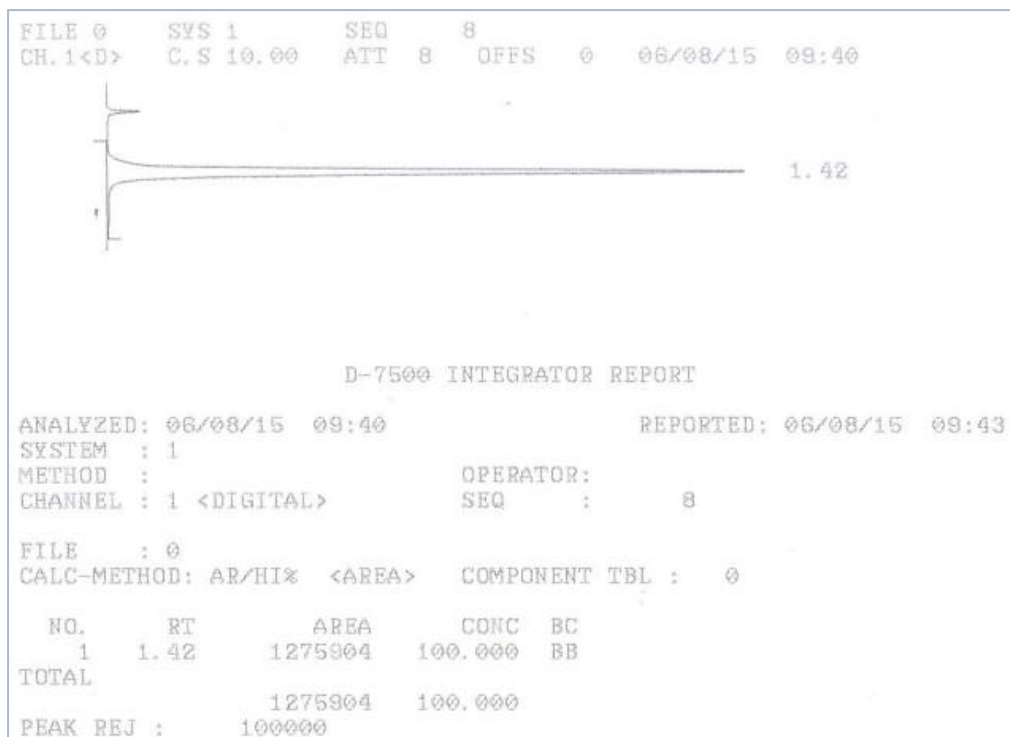 FILE 0 SYS 1 SEQ 8
CH.1<D> C.S 10.00 ATT 8 OFFS 0 06/08/15 09:40
1.42
D-7500 INTEGRATOR REPORT
ANALYZED: 06/08/15 09:40 REPORTED: 06/08/15 09:43
SYSTEM : 1
METHOD : OPERATOR:
CHANNEL : 1 <DIGITAL> SEQ : 8
FILE : 0
CALC-METHOD: AR/HI% <AREA> COMPONENT TBL : 0
NO. RT AREA CONC BC
1 1.42 1275904 100.000 BB
TOTAL
1275904 100.000
PEAK REJ : 100000